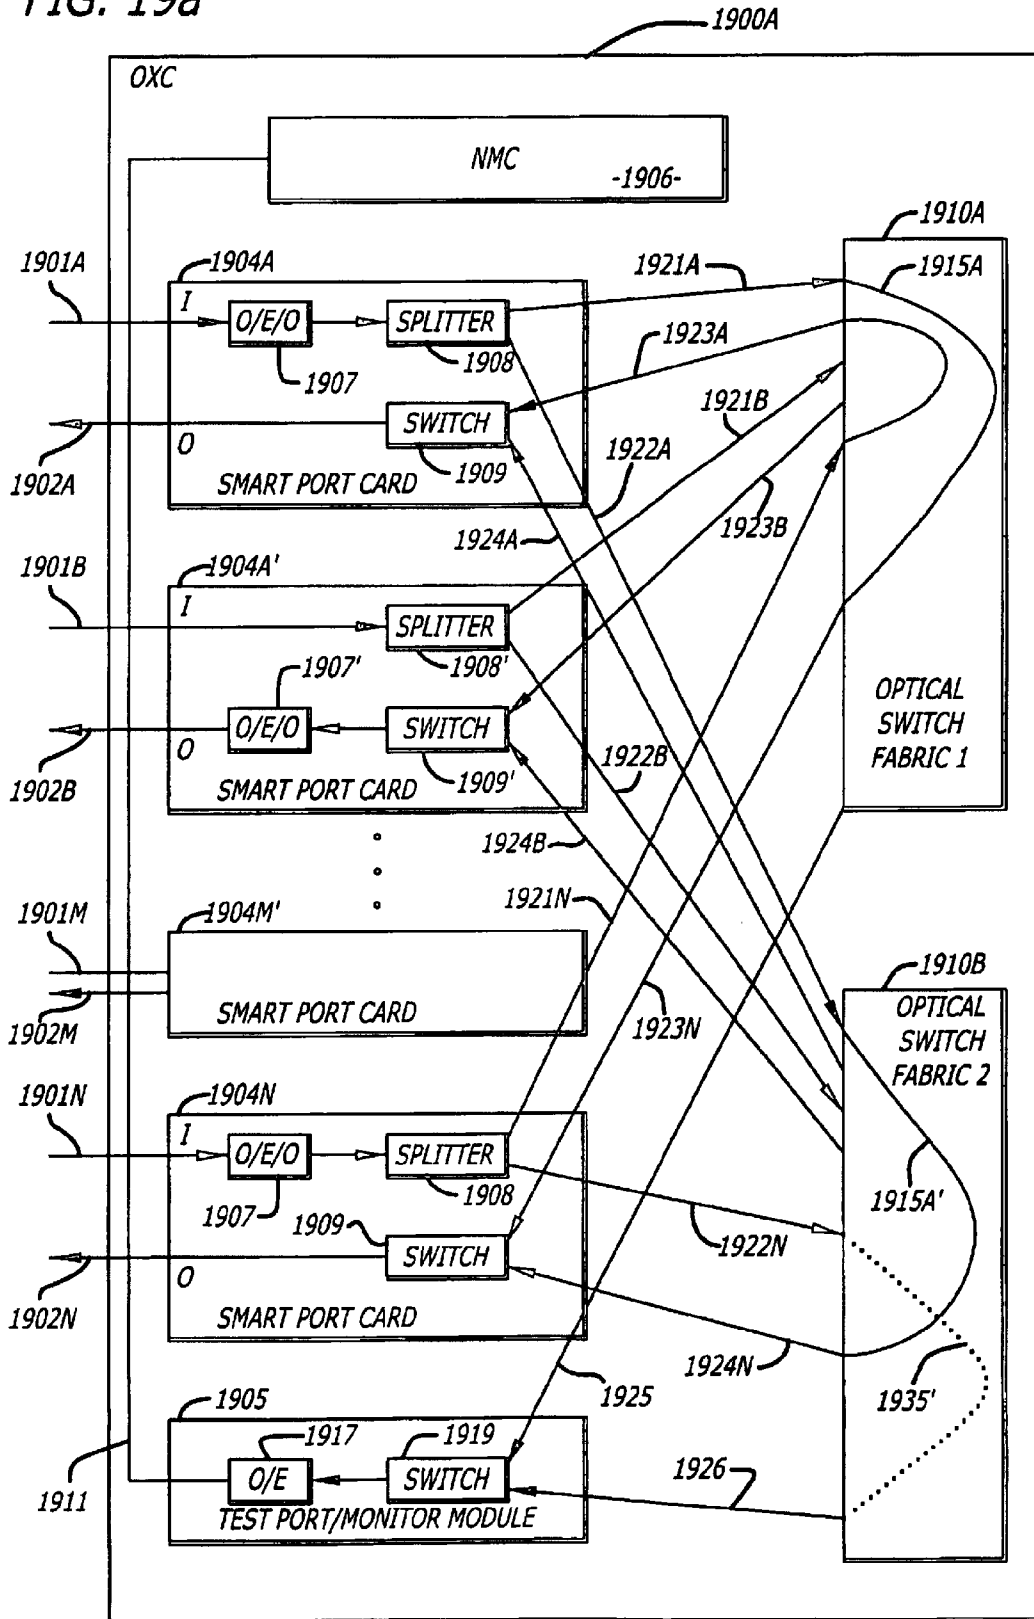 FIG. 19a
1900A
OXC
NMC
-1906-
1910A
1901A
1904A
1921A
1915A
I
O/E/O
SPLITTER
1923A
1907
1908
1921B
SWITCH
1922A
O
1902A
1909
SMART PORT CARD
1923B
1924A
1901B
1904A'
I
SPLITTER
1907'
1908'
OPTICAL
SWITCH
FABRIC 1
O/E/O
SWITCH
O
1922B
1902B
1909'
SMART PORT CARD
1924B
1921N
1901M
1904M'
1910B
OPTICAL
SWITCH
FABRIC 2
SMART PORT CARD
1902M
1923N
1901N
1904N
I
O/E/O
SPLITTER
1907
1908
1915A'
1909
SWITCH
1922N
O
1902N
SMART PORT CARD
1924N
1925
1935'
1905
1917
1919
1926
O/E
SWITCH
1911
TEST PORT/MONITOR MODULE